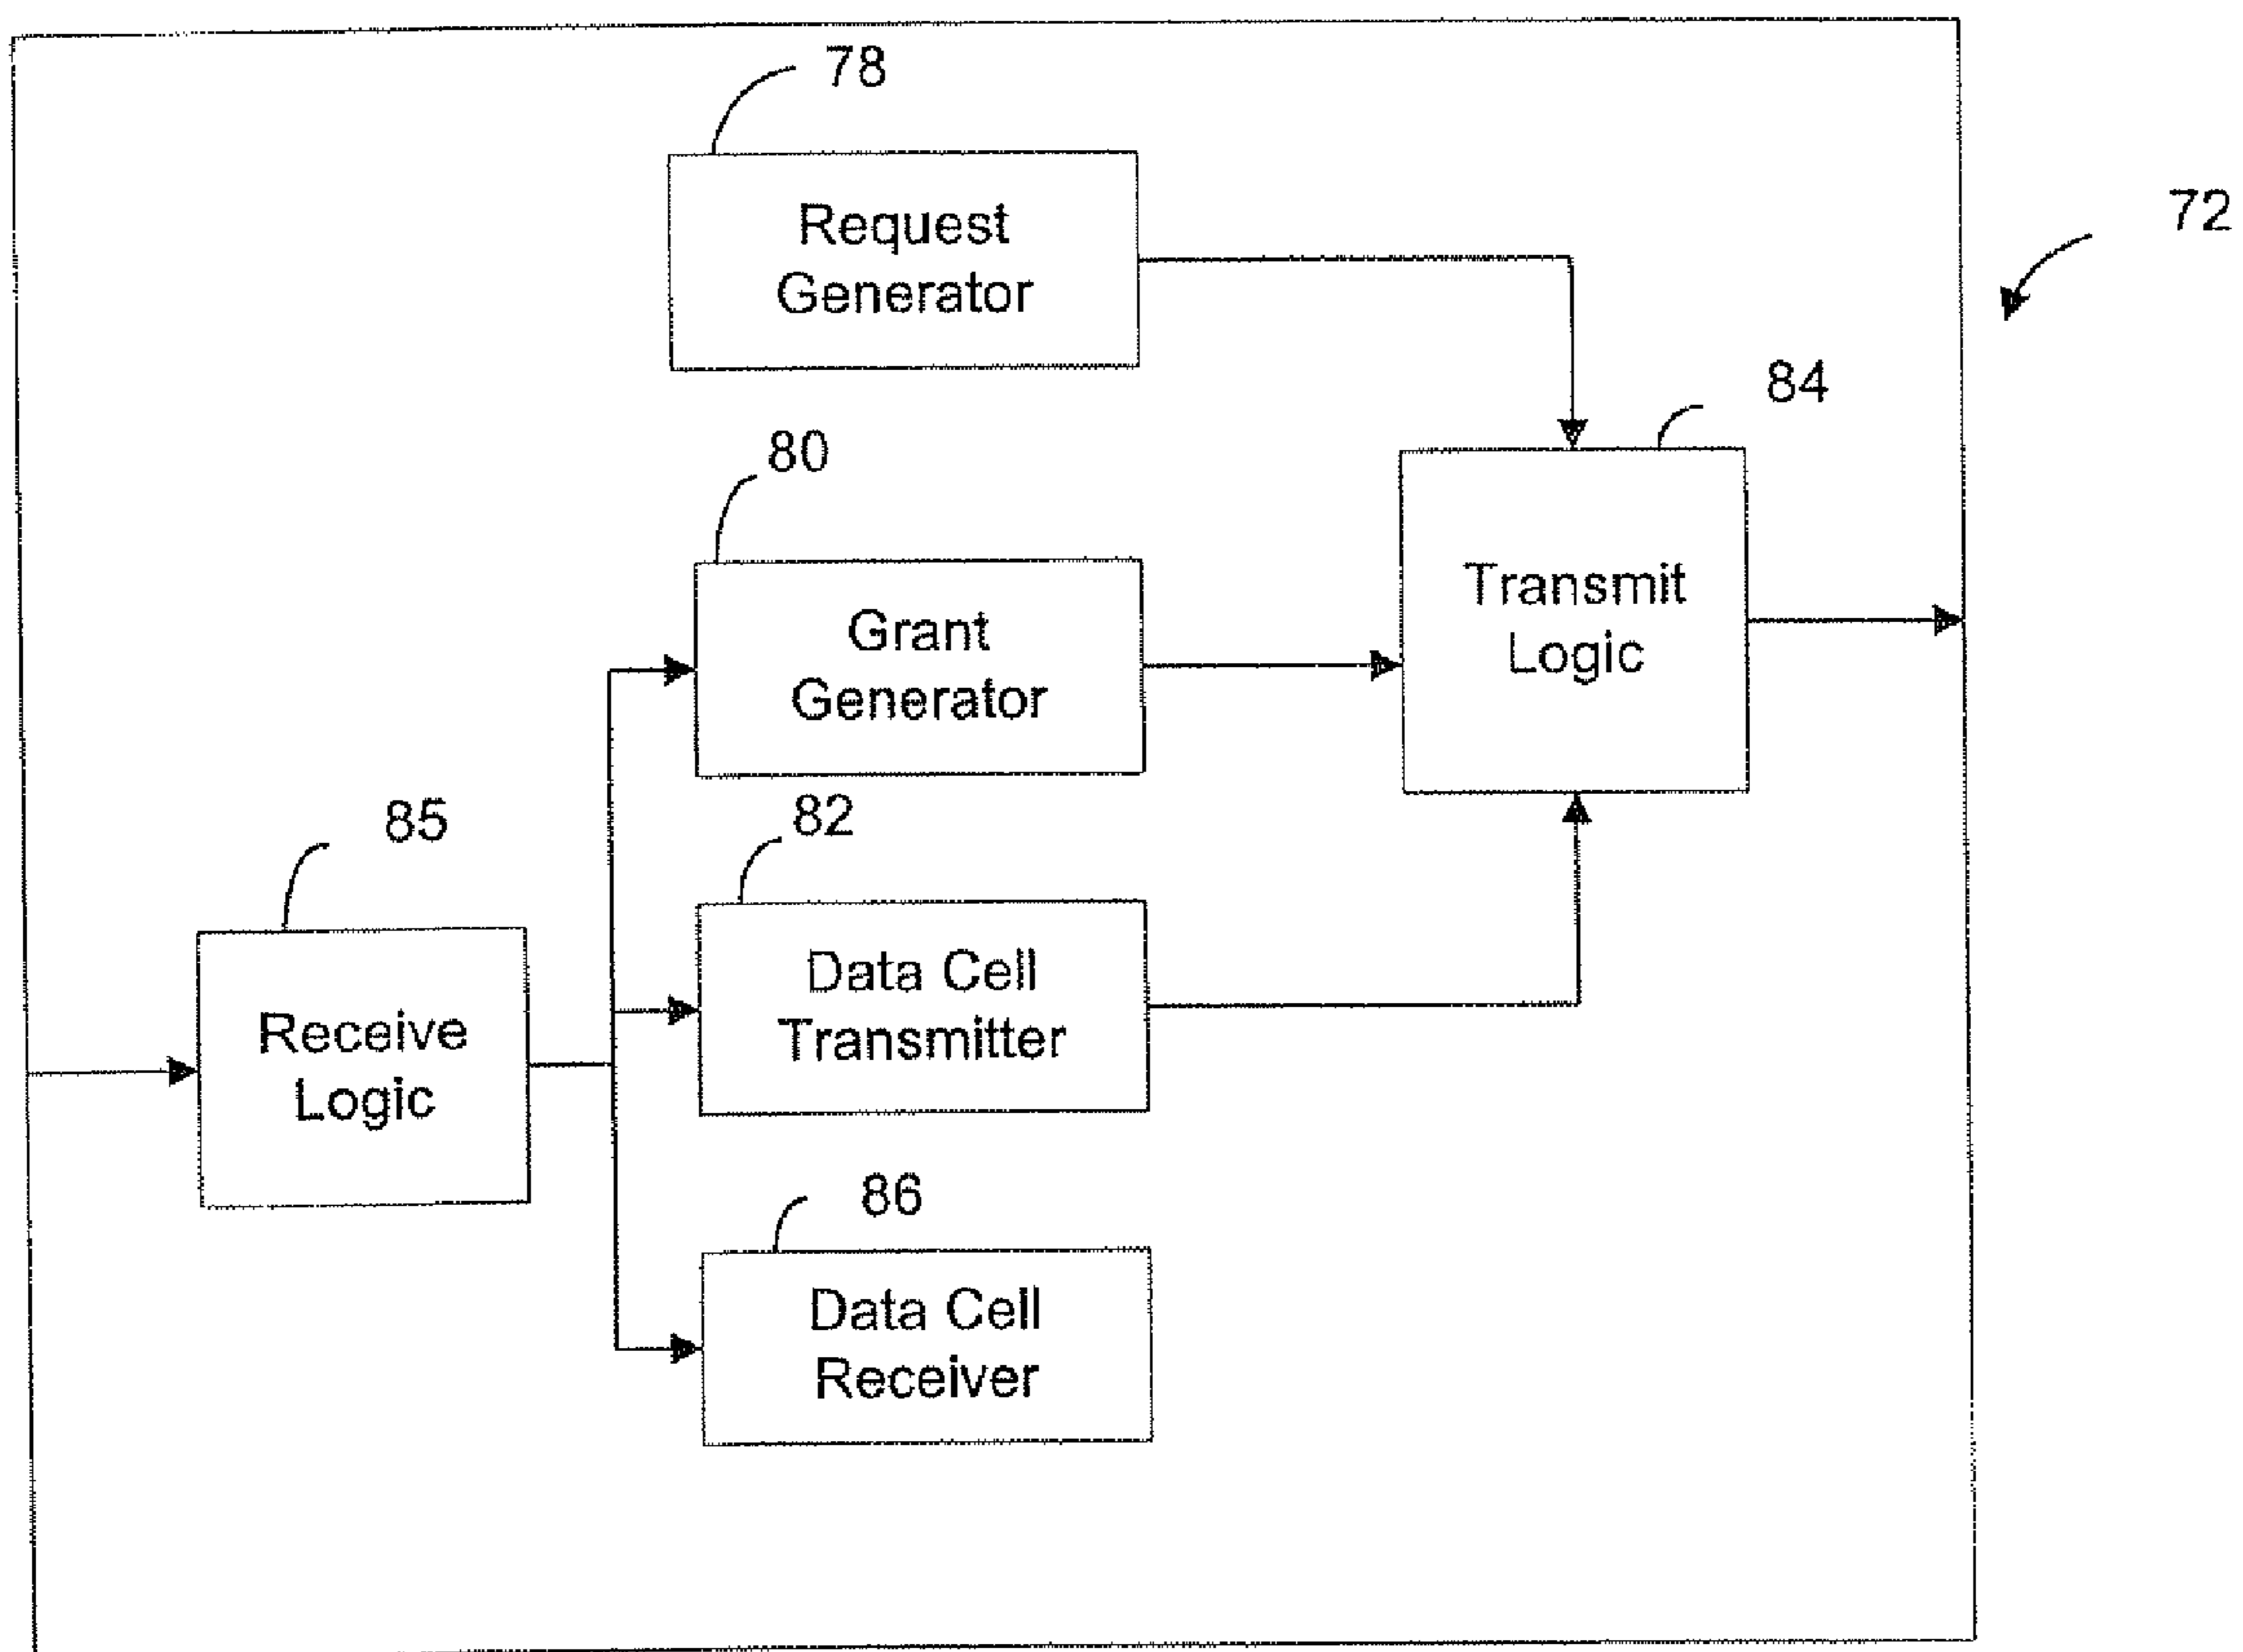 78
Request
Generator
72
84
80
Transmit
Logic
Grant
Generator
82
85
Data Cell
Transmitter
Receive
Logic
86
Data Cell
Receiver